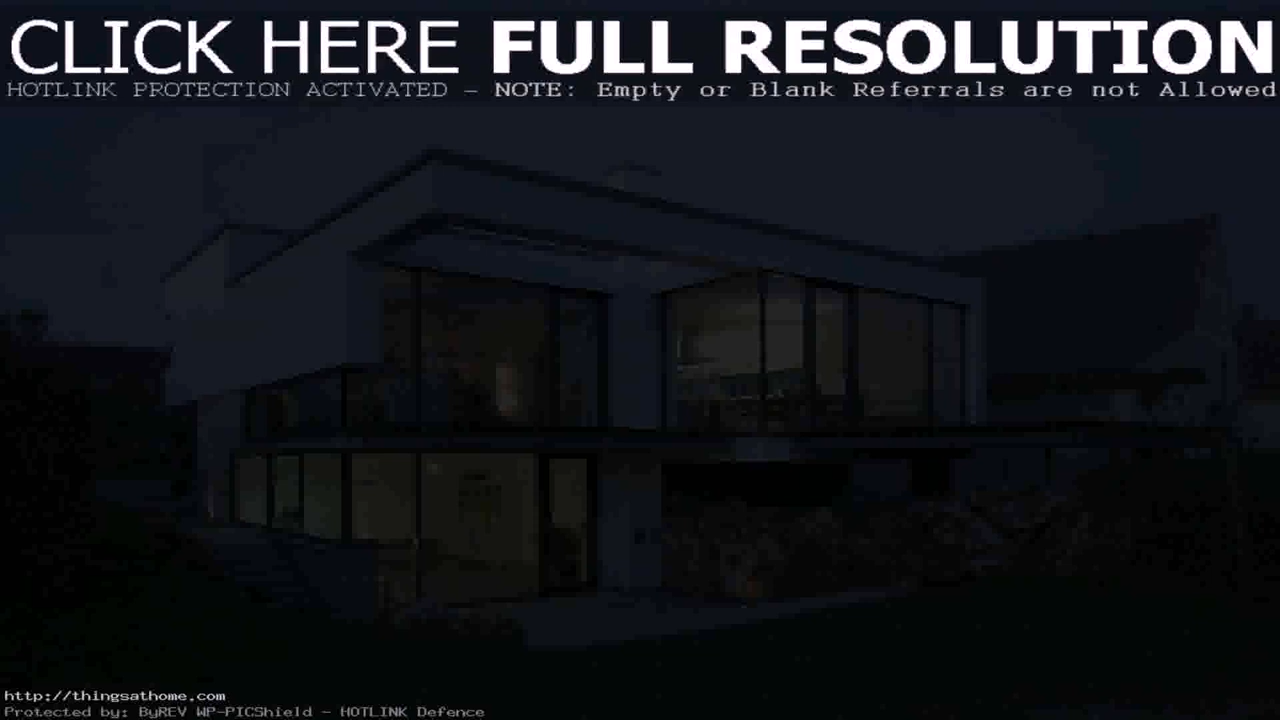 CLICK HERE FULL RESOLUTION
HOTLINK PROTECTION ACTIVATED - NOTE: Empty or Blank Referrals are not Allowed
http://thingsathome.com
Protected by: ByREV WP-PICShield - HOTLINK Defence